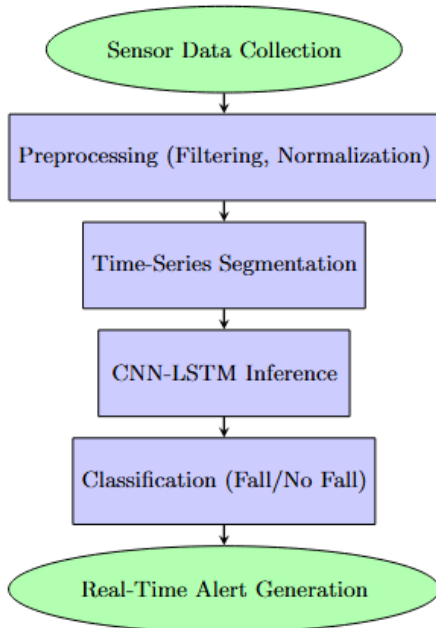 Sensor Data Collection
Preprocessing (Filtering, Normalization)
Time-Series Segmentation
CNN-LSTM Inference
Classification (Fall/No Fall)
Real-Time Alert Generation